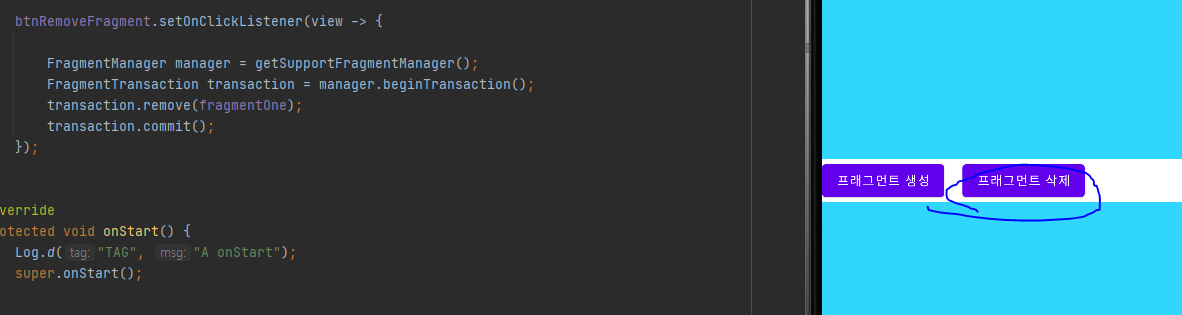 btnRemoveFragment.setOnClickListener(view -> {
FragmentManager manager = getSupportFragmentManager();
FragmentTransaction transaction = manager.beginTransaction();
transaction.remove(fragmentOne);
transaction.commit();
});
verride
otected void onStart() {
Log.d( tag: "TAG", msg: "A onStart");
super.onStart();
프래그먼트 생성
프래그먼트 삭제